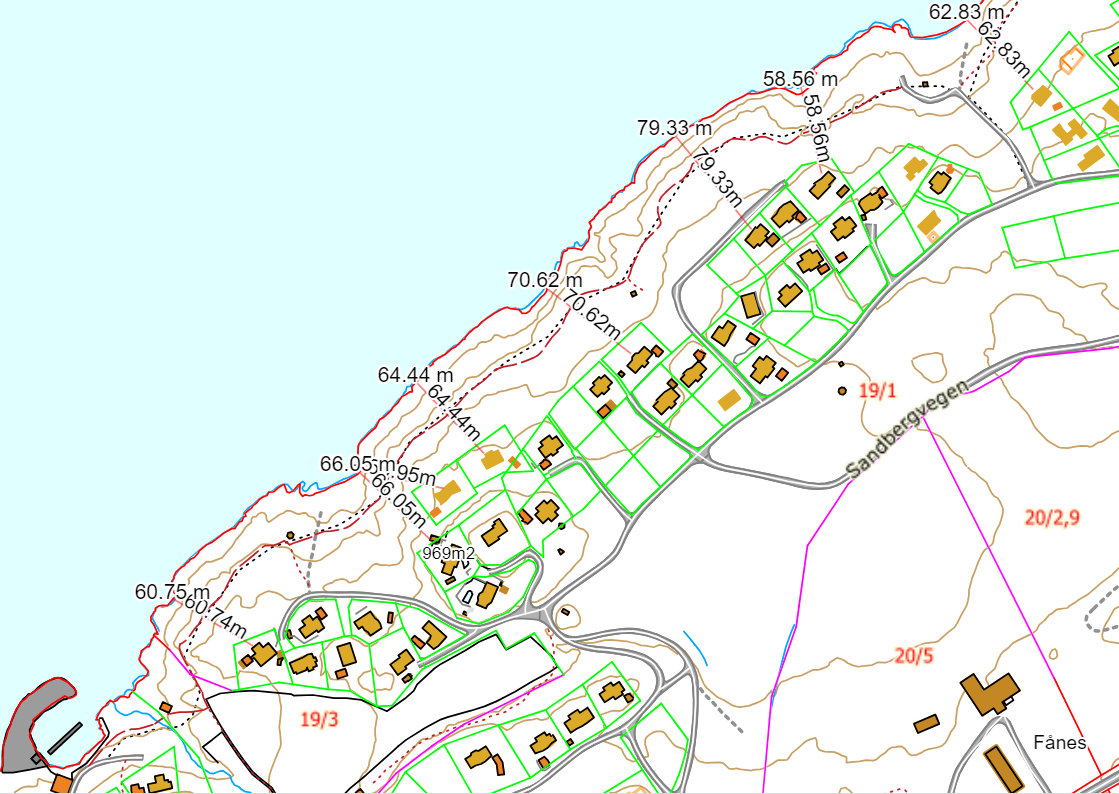 62.83 m
62.83m
58.56 m
58.56m
79.33 m
79.33m
70.62 m
70.62m
64.44 m
64.44m
19/1
Sandbergvegen
66.05 m
95m
66.05m
20/2,9
969m2
60.75 m
60.74m
20/5
19/3
Fånes